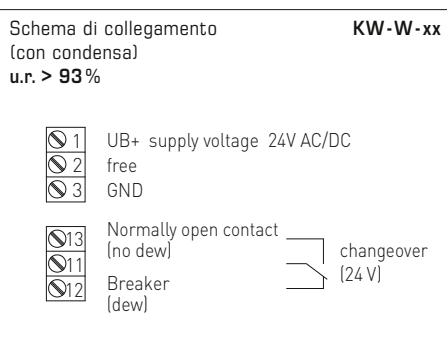 Schema di collegamento KW-W-xx
(con condensa)
u.r. > 93%
1 UB+ supply voltage 24V AC/DC
2 free
3 GND
13 Normally open contact
(no dew)
11
changeover
(24 V)
12 Breaker
(dew)